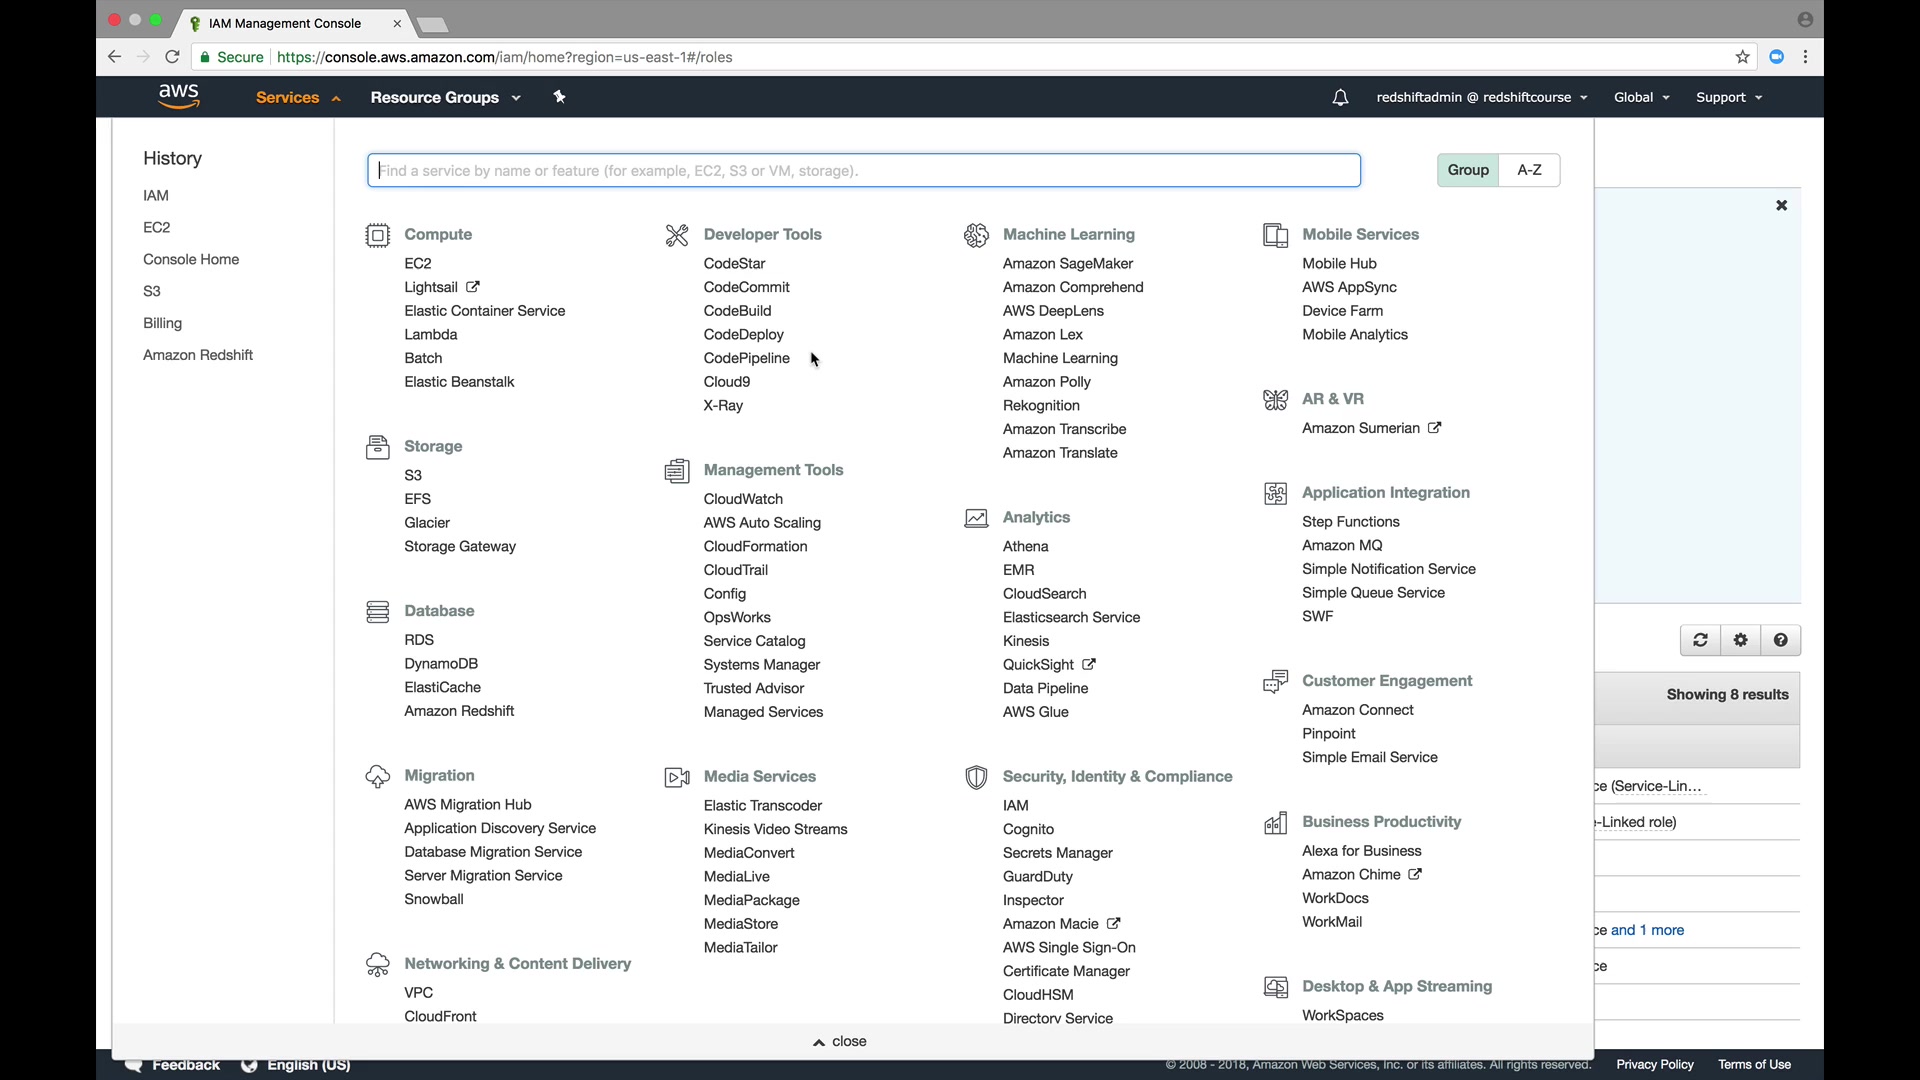 IAM Management Console
Secure https://console.aws.amazon.com/iam/home?region=us-east-1#/roles
aws Services Resource Groups redshiftadmin @ redshiftcourse Global Support
History
IAM
EC2
Console Home
S3
Billing
Amazon Redshift
Find a service by name or feature (for example, EC2, S3 or VM, storage).
Group A-Z
Compute
EC2
Lightsail
Elastic Container Service
Lambda
Batch
Elastic Beanstalk
Storage
S3
EFS
Glacier
Storage Gateway
Database
RDS
DynamoDB
ElastiCache
Amazon Redshift
Migration
AWS Migration Hub
Application Discovery Service
Database Migration Service
Server Migration Service
Snowball
Networking & Content Delivery
VPC
CloudFront
Developer Tools
CodeStar
CodeCommit
CodeBuild
CodeDeploy
CodePipeline
Cloud9
X-Ray
Management Tools
CloudWatch
AWS Auto Scaling
CloudFormation
CloudTrail
Config
OpsWorks
Service Catalog
Systems Manager
Trusted Advisor
Managed Services
Media Services
Elastic Transcoder
Kinesis Video Streams
MediaConvert
MediaLive
MediaPackage
MediaStore
MediaTailor
Machine Learning
Amazon SageMaker
Amazon Comprehend
AWS DeepLens
Amazon Lex
Machine Learning
Amazon Polly
Rekognition
Amazon Transcribe
Amazon Translate
Analytics
Athena
EMR
CloudSearch
Elasticsearch Service
Kinesis
QuickSight
Data Pipeline
AWS Glue
Security, Identity & Compliance
IAM
Cognito
Secrets Manager
GuardDuty
Inspector
Amazon Macie
AWS Single Sign-On
Certificate Manager
CloudHSM
Directory Service
Mobile Services
Mobile Hub
AWS AppSync
Device Farm
Mobile Analytics
AR & VR
Amazon Sumerian
Application Integration
Step Functions
Amazon MQ
Simple Notification Service
Simple Queue Service
SWF
Customer Engagement
Amazon Connect
Pinpoint
Simple Email Service
Business Productivity
Alexa for Business
Amazon Chime
WorkDocs
WorkMail
Desktop & App Streaming
WorkSpaces
Showing 8 results
ce (Service-Lin...
-Linked role)
ce and 1 more
ce
close
Feedback English (US) © 2008 - 2018, Amazon Web Services, Inc. or its affiliates. All rights reserved. Privacy Policy Terms of Use